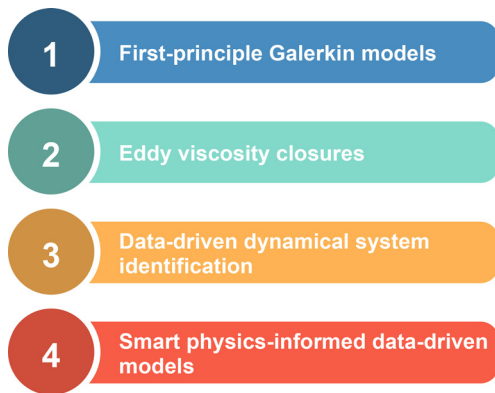 1
First-principle Galerkin models
2
Eddy viscosity closures
3
Data-driven dynamical system
identification
4
Smart physics-informed data-driven
models